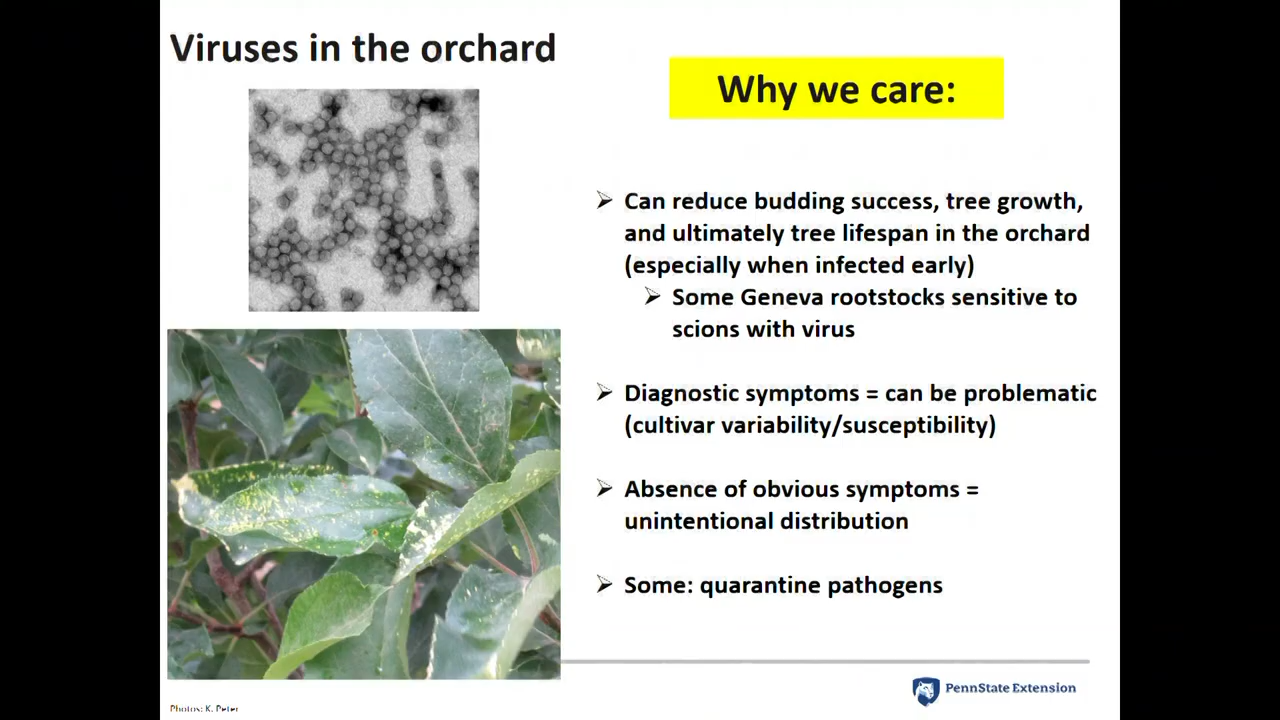 Viruses in the orchard
Why we care:
➢ Can reduce budding success, tree growth,
and ultimately tree lifespan in the orchard
(especially when infected early)
➢ Some Geneva rootstocks sensitive to
scions with virus
➢ Diagnostic symptoms = can be problematic
(cultivar variability/susceptibility)
➢ Absence of obvious symptoms =
unintentional distribution
➢ Some: quarantine pathogens
PennState Extension
Photos: K. Peter